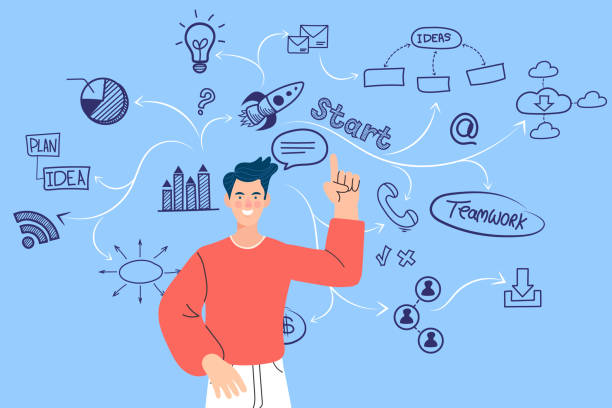 IDEAS
Start
@
?
PLAN
IDEA
TEAMWORK
$